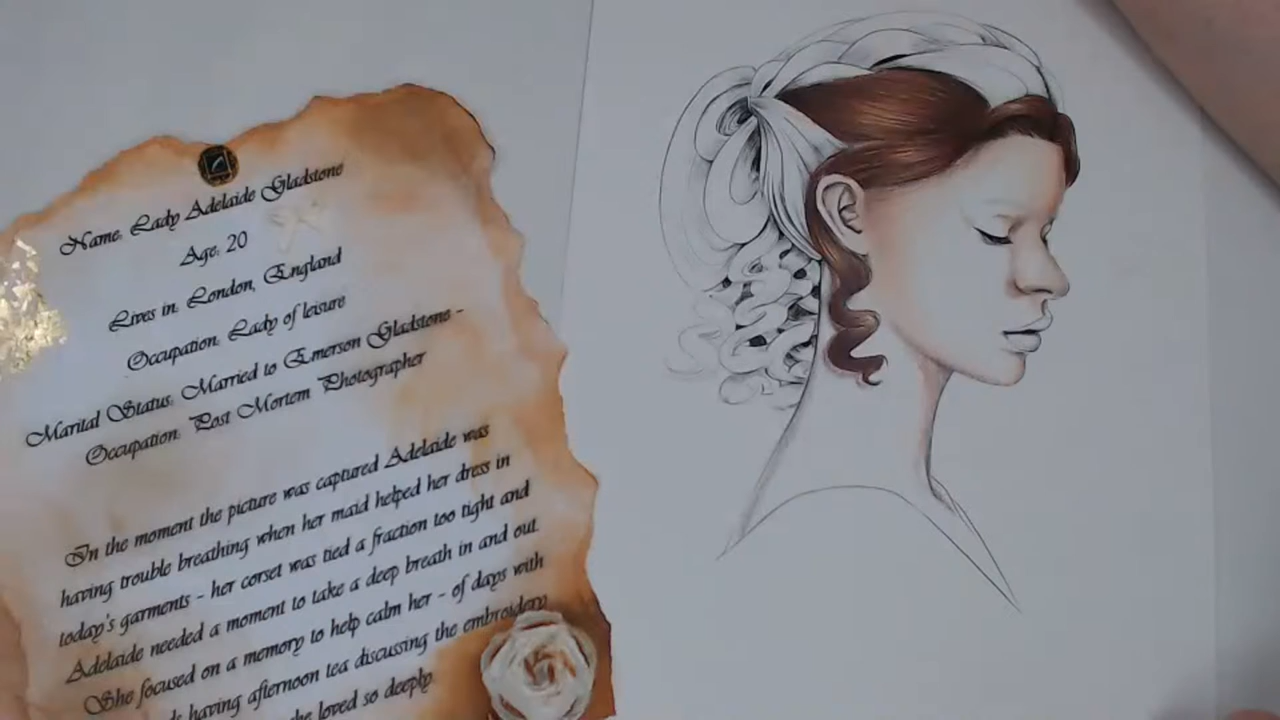 Name: Lady Adelaide Gladstone
Age: 20
Lives in: London, England
Occupation: Lady of leisure
Marital Status: Married to Emerson Gladstone -
Occupation: Post Mortem Photographer
In the moment the picture was captured Adelaide was
having trouble breathing when her maid helped her dress in
today's garments - her corset was tied a fraction too tight and
Adelaide needed a moment to take a deep breath in and out.
She focused on a memory to help calm her - of days with
having afternoon tea discussing the embroidery
she loved so deeply